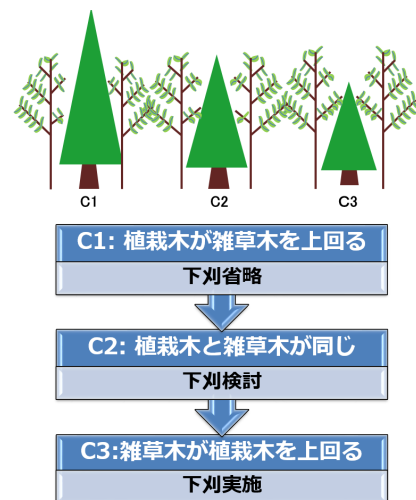 C1
C2
C3
C1: 植栽木が雑草木を上回る
下刈省略
C2: 植栽木と雑草木が同じ
下刈検討
C3:雑草木が植栽木を上回る
下刈実施